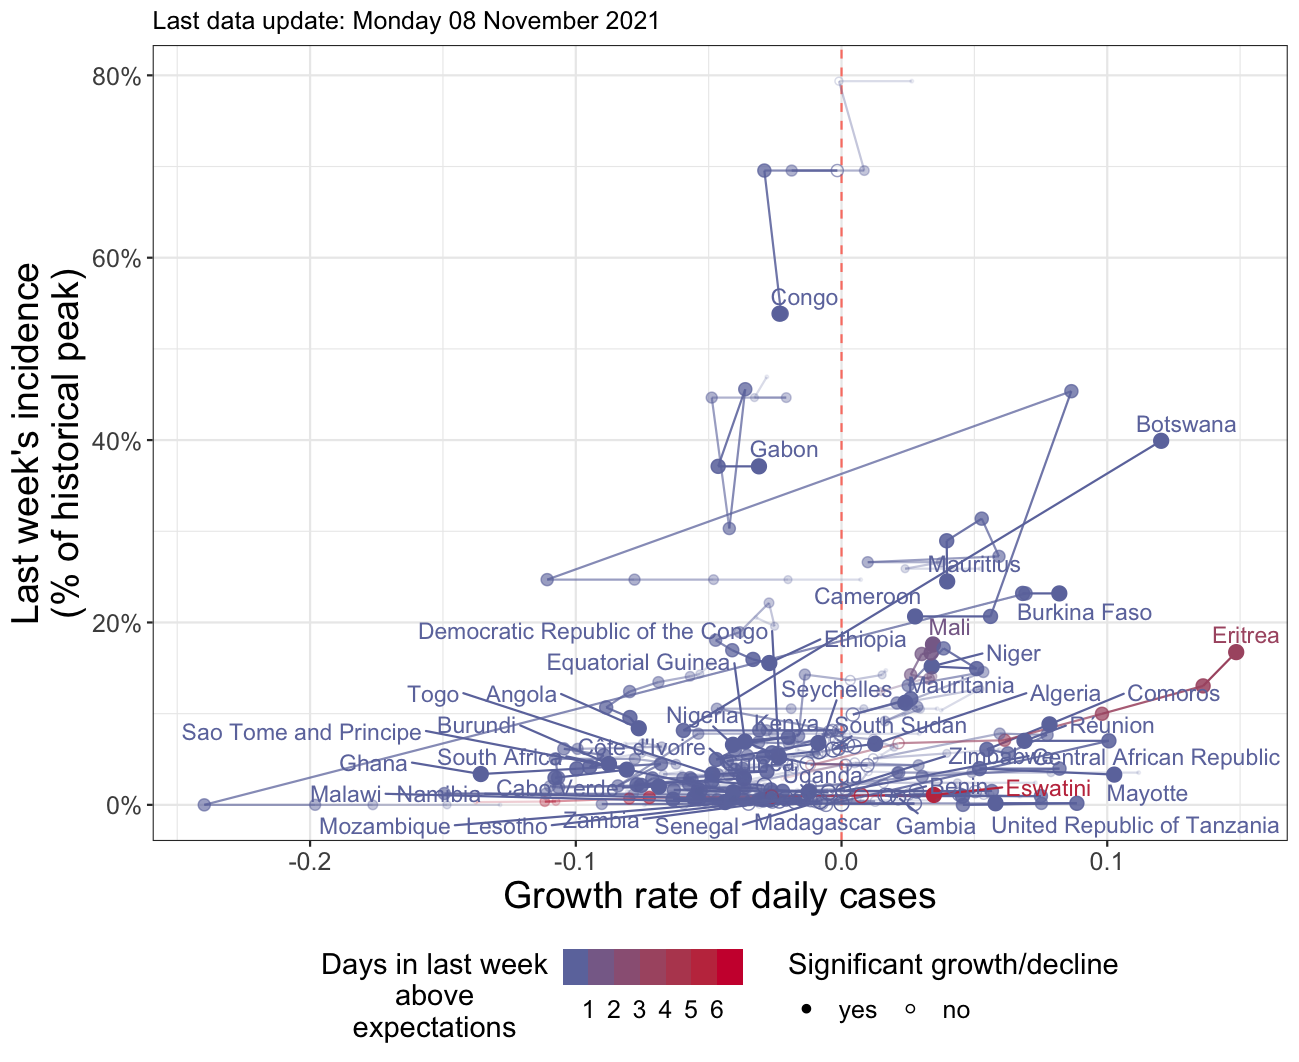 Last data update: Monday 08 November 2021
Last week's incidence
(% of historical peak)
80%
60%
40%
20%
0%
Congo
Gabon
Botswana
Mauritius
Cameroon
Burkina Faso
Mali
Eritrea
Democratic Republic of the Congo
Ethiopia
Equatorial Guinea
Niger
Togo
Angola
Seychelles
Mauritania
Algeria
Comoros
Nigeria
Kenya
South Sudan
Réunion
Sao Tome and Principe
Burundi
Côte d'Ivoire
Ghana
South Africa
Zimbabwe
Central African Republic
Uganda
Malawi
Namibia
Cabo Verde
Benin
Eswatini
Mayotte
Mozambique
Lesotho
Zambia
Senegal
Madagascar
Gambia
United Republic of Tanzania
-0.2
-0.1
0.0
0.1
Growth rate of daily cases
Days in last week
above
expectations
1 2 3 4 5 6
Significant growth/decline
yes
no